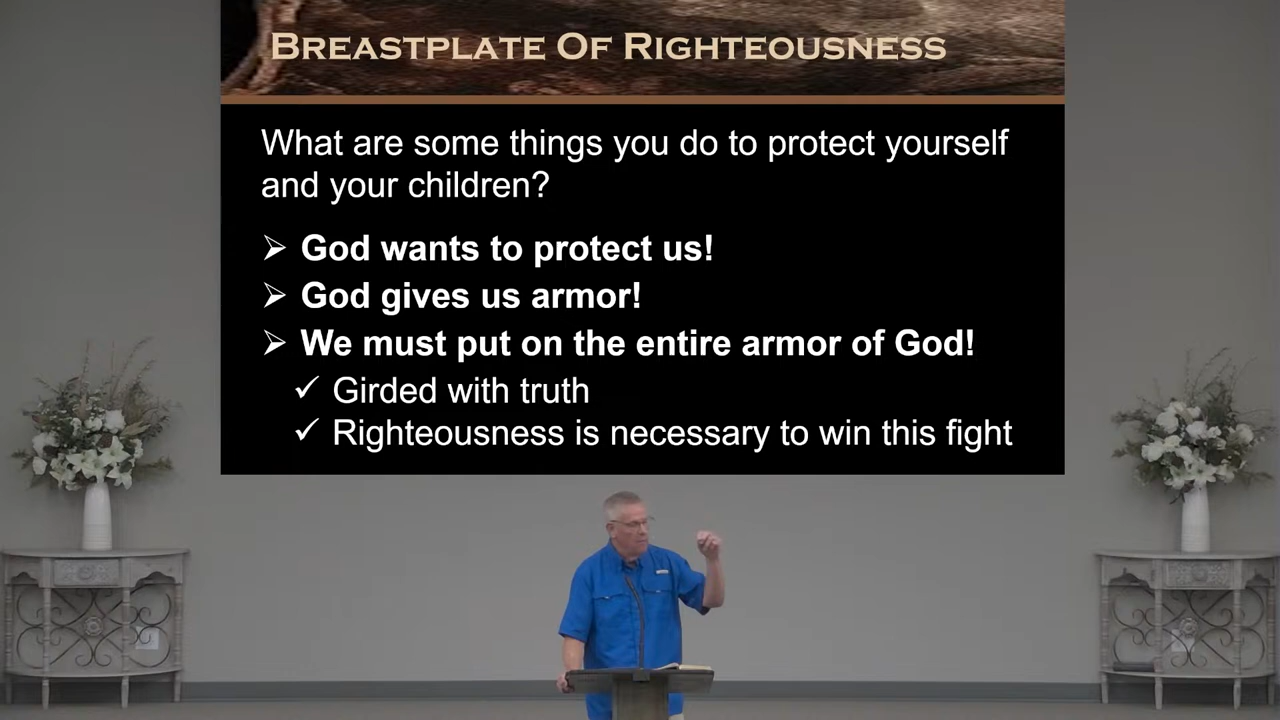 BREASTPLATE OF RIGHTEOUSNESS
What are some things you do to protect yourself
and your children?
➢ God wants to protect us!
➢ God gives us armor!
➢ We must put on the entire armor of God!
✓ Girded with truth
✓ Righteousness is necessary to win this fight